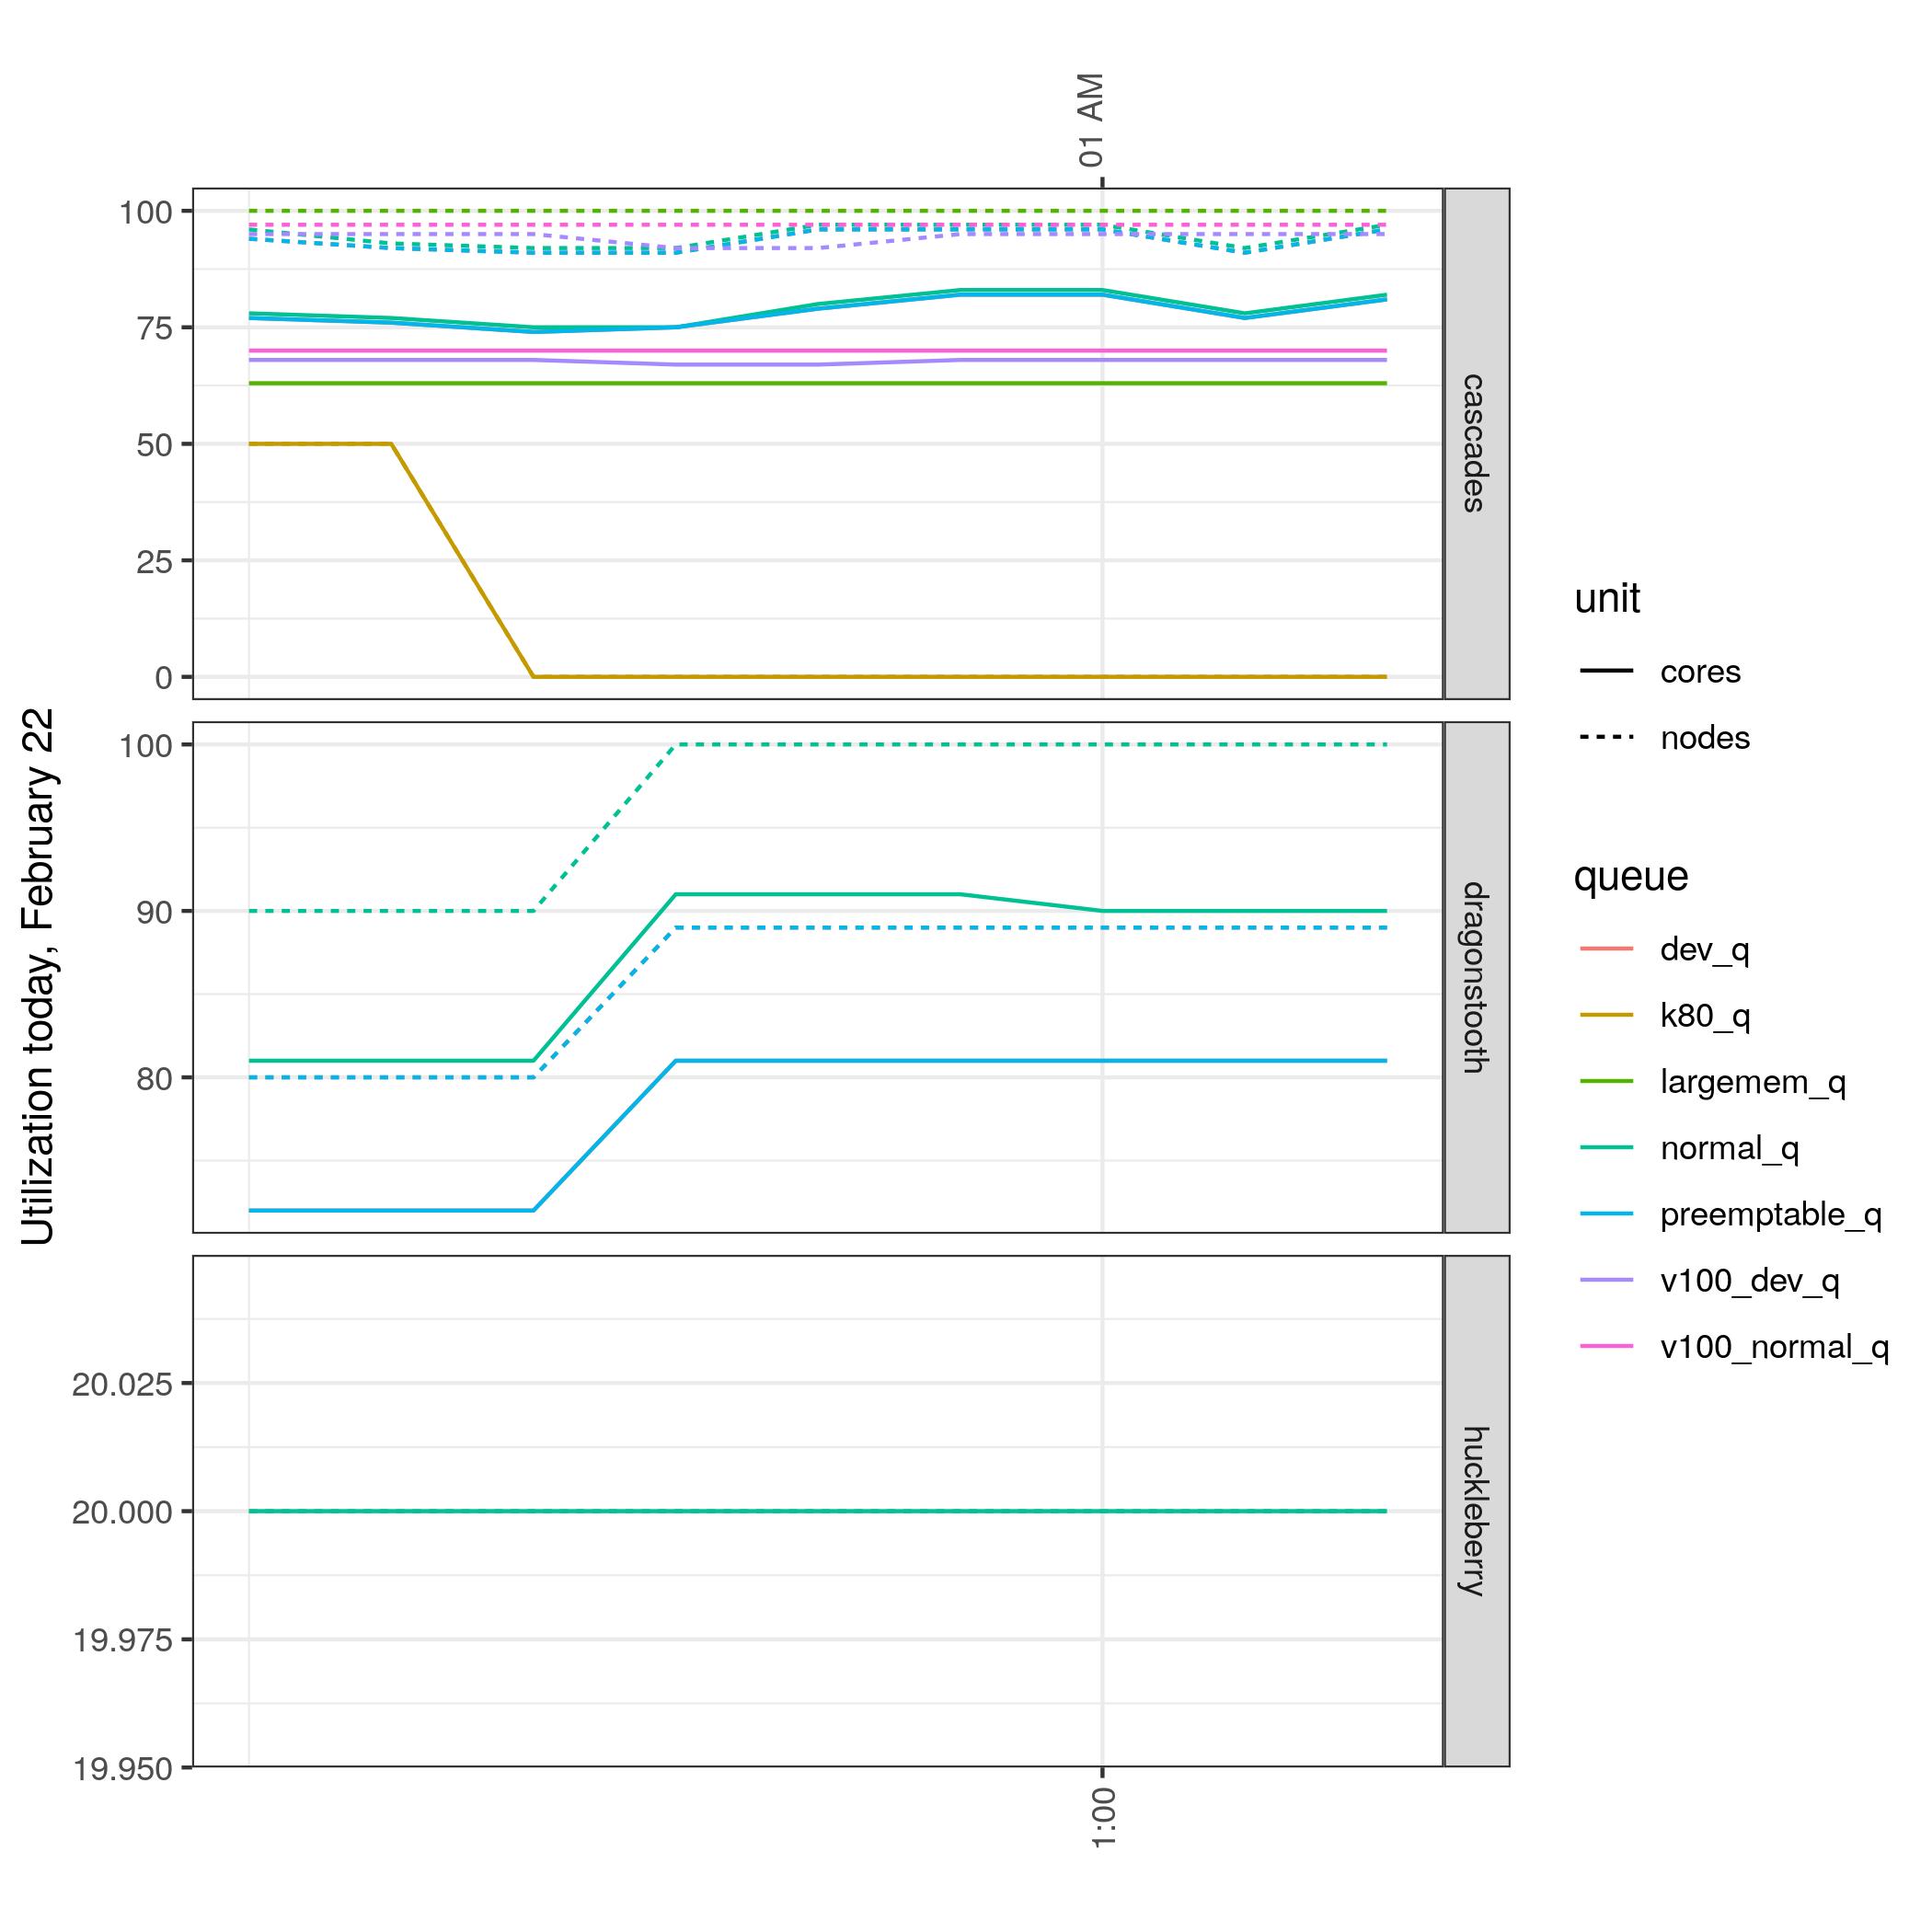 01 AM
100
75
50
25
0
cascades
100
90
80
dragonstooth
20.025
20.000
19.975
19.950
huckleberry
1:00
Utilization today, February 22
unit
cores
nodes
queue
dev_q
k80_q
largemem_q
normal_q
preemptable_q
v100_dev_q
v100_normal_q